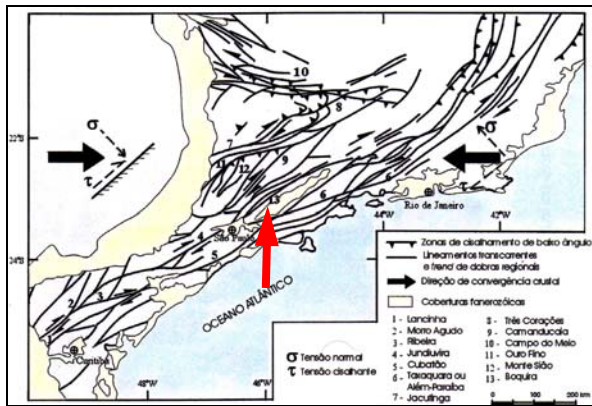 10
8
σ
7
22°S
τ
11
12
9
σ
6
13
6
τ
Rio de Janeiro
44°W
42°W
São Paulo
4
5
24°S
2
3
OCEANO ATLÂNTICO
Curitiba
48°W
46°W
σ Tensão normal
τ Tensão cisalhante
Zonas de cisalhamento de baixo ângulo
Lineamentos transcorrentes
e trend de dobras regionais
Direção de convergência crustal
Coberturas fanerozóicas
1 - Lancinha
2 - Morro Agudo
3 - Ribeira
4 - Jundiuvira
5 - Cubatão
6 - Taxaquara ou
Além-Paraíba
7 - Jacutinga
8 - Três Corações
9 - Camanducaia
10 - Campo do Meio
11 - Ouro Fino
12 - Monte Sião
13 - Boquira
0 100 200 km